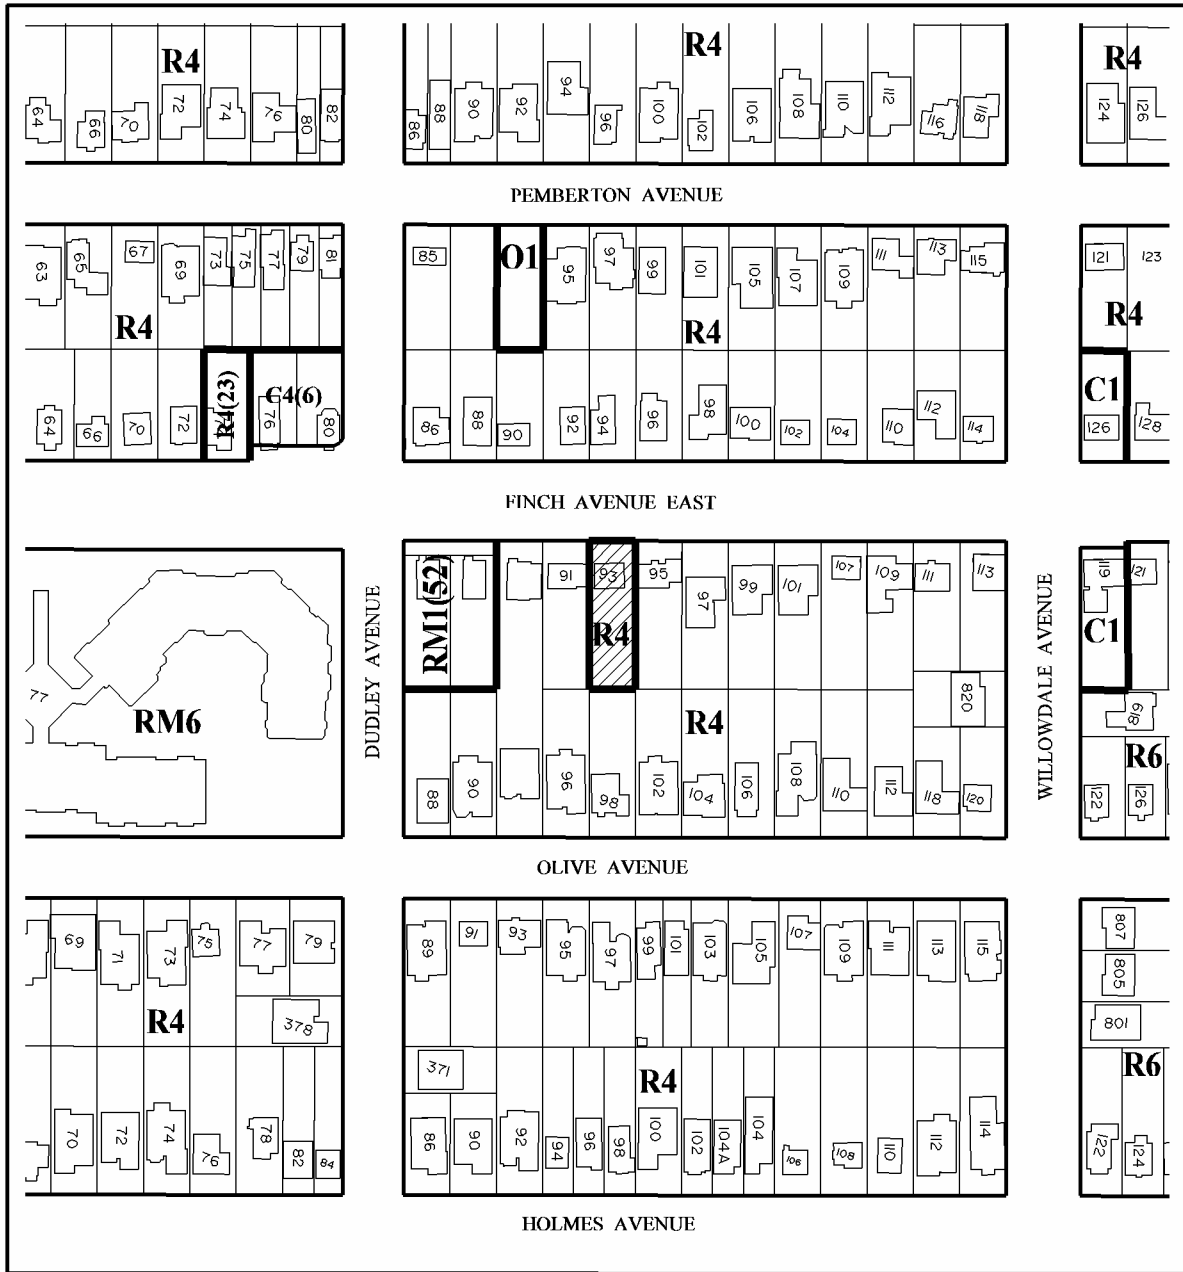 R4 R4 R4
64 66 70 72 74 76 80 82 86 88 90 92 94 96 100 102 106 108 110 112 116 118 124 126
PEMBERTON AVENUE
63 65 67 69 73 75 77 79 81 85 O1 95 97 99 101 105 107 109 111 113 115 121 123
R4 R4 R4
R4(23) C4(6) C1
64 66 70 72 76 80 86 88 90 92 94 96 98 100 102 104 110 112 114 126 128
FINCH AVENUE EAST
RM1(52) 91 93 95 97 99 101 107 109 111 113 119 121
R4 C1
77 RM6
DUDLEY AVENUE
WILLOWDALE AVENUE
R4 820 618 R6
88 90 96 98 102 104 106 108 110 112 118 120 122 126
OLIVE AVENUE
69 71 73 75 77 79 89 91 93 95 97 99 101 103 105 107 109 111 113 115 807
805
R4 378 801
371 R4 R6
70 72 74 76 78 82 84 86 90 92 94 96 98 100 102 104A 104 106 108 110 112 114 122 124
HOLMES AVENUE